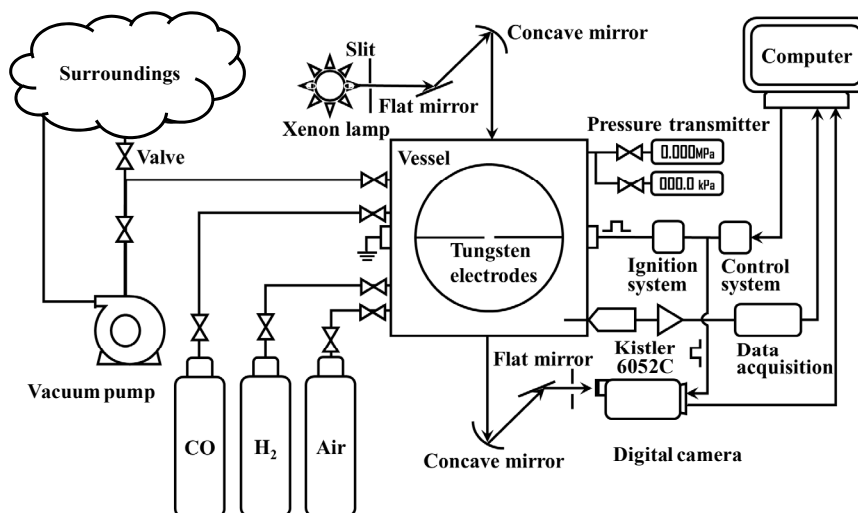 Surroundings
Slit
Concave mirror
Computer
Flat mirror
Xenon lamp
Valve
Vessel
Pressure transmitter
0.000MPa
000.0 kPa
Tungsten
electrodes
Ignition
system
Control
system
Vacuum pump
Flat mirror
Kistler
6052C
Data
acquisition
CO
H₂
Air
Concave mirror
Digital camera